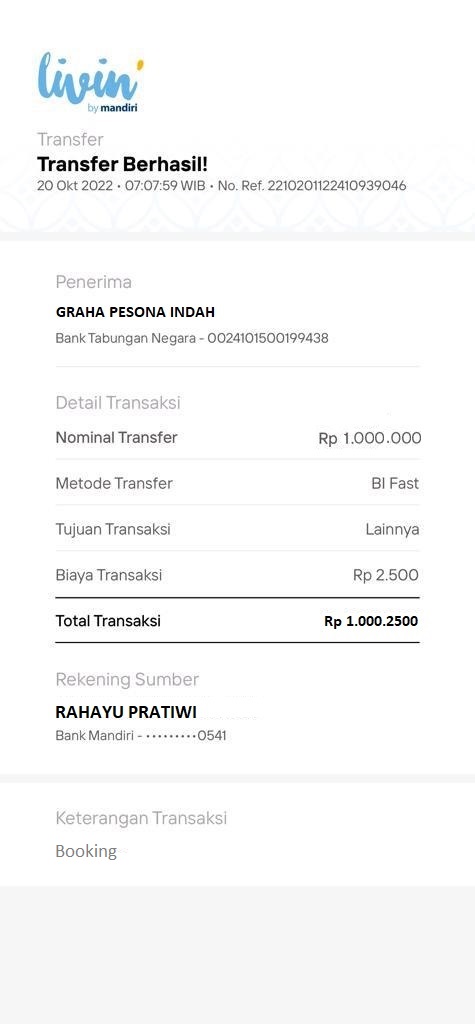 livin'
by mandiri
Transfer
Transfer Berhasil!
20 Okt 2022 • 07:07:59 WIB • No. Ref. 2210201122410939046
Penerima
GRAHA PESONA INDAH
Bank Tabungan Negara - 0024101500199438
Detail Transaksi
Nominal Transfer Rp 1.000.000
Metode Transfer BI Fast
Tujuan Transaksi Lainnya
Biaya Transaksi Rp 2.500
Total Transaksi Rp 1.000.2500
Rekening Sumber
RAHAYU PRATIWI
Bank Mandiri - •••••••••0541
Keterangan Transaksi
Booking